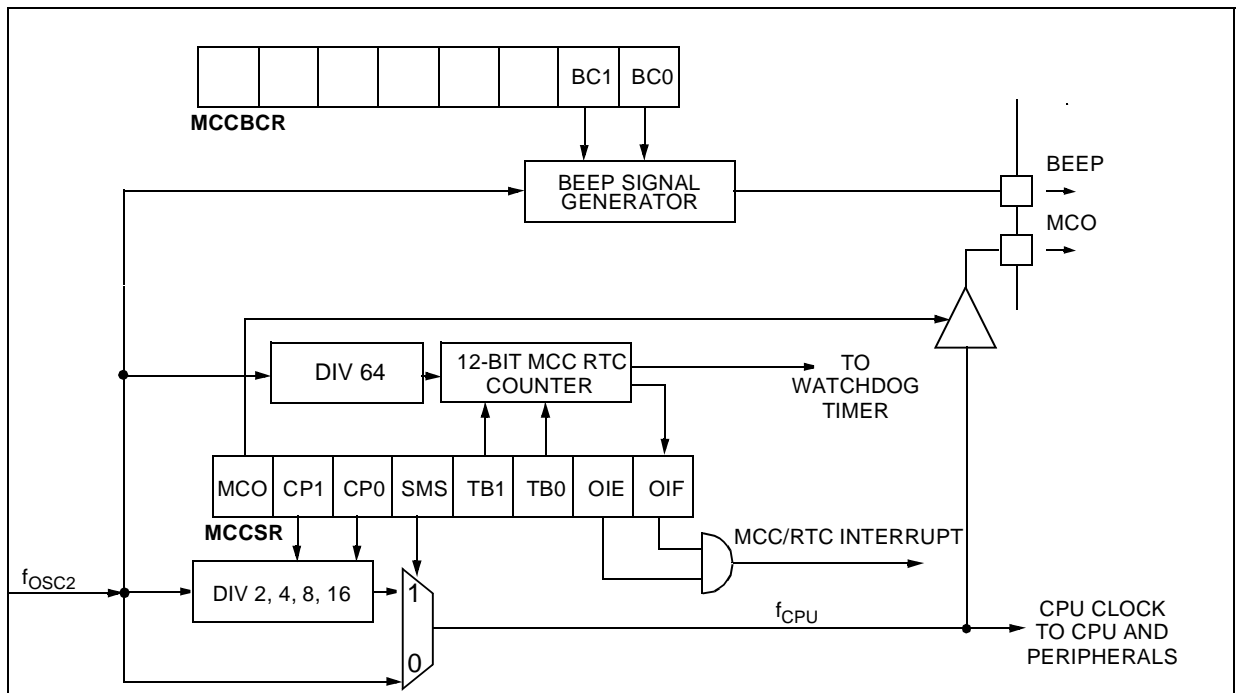 BC1 BC0
MCCBCR
BEEP SIGNAL
GENERATOR
BEEP
MCO
DIV 64
12-BIT MCC RTC
COUNTER
TO
WATCHDOG
TIMER
MCO CP1 CP0 SMS TB1 TB0 OIE OIF
MCCSR
MCC/RTC INTERRUPT
fOSC2
DIV 2, 4, 8, 16
1
0
fCPU
CPU CLOCK
TO CPU AND
PERIPHERALS